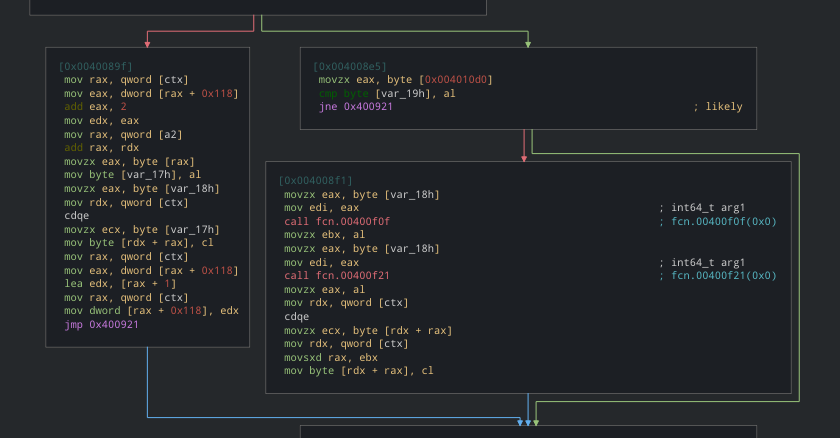 [0x0040089f]
mov rax, qword [ctx]
mov eax, dword [rax + 0x118]
add eax, 2
mov edx, eax
mov rax, qword [a2]
add rax, rdx
movzx eax, byte [rax]
mov byte [var_17h], al
movzx eax, byte [var_18h]
mov rdx, qword [ctx]
cdqe
movzx ecx, byte [var_17h]
mov byte [rdx + rax], cl
mov rax, qword [ctx]
mov eax, dword [rax + 0x118]
lea edx, [rax + 1]
mov rax, qword [ctx]
mov dword [rax + 0x118], edx
jmp 0x400921
[0x004008e5]
movzx eax, byte [0x004010d0]
cmp byte [var_19h], al
jne 0x400921 ; likely
[0x004008f1]
movzx eax, byte [var_18h]
mov edi, eax ; int64_t arg1
call fcn.00400f0f ; fcn.00400f0f(0x0)
movzx ebx, al
movzx eax, byte [var_18h]
mov edi, eax ; int64_t arg1
call fcn.00400f21 ; fcn.00400f21(0x0)
movzx eax, al
mov rdx, qword [ctx]
cdqe
movzx ecx, byte [rdx + rax]
mov rdx, qword [ctx]
movsxd rax, ebx
mov byte [rdx + rax], cl